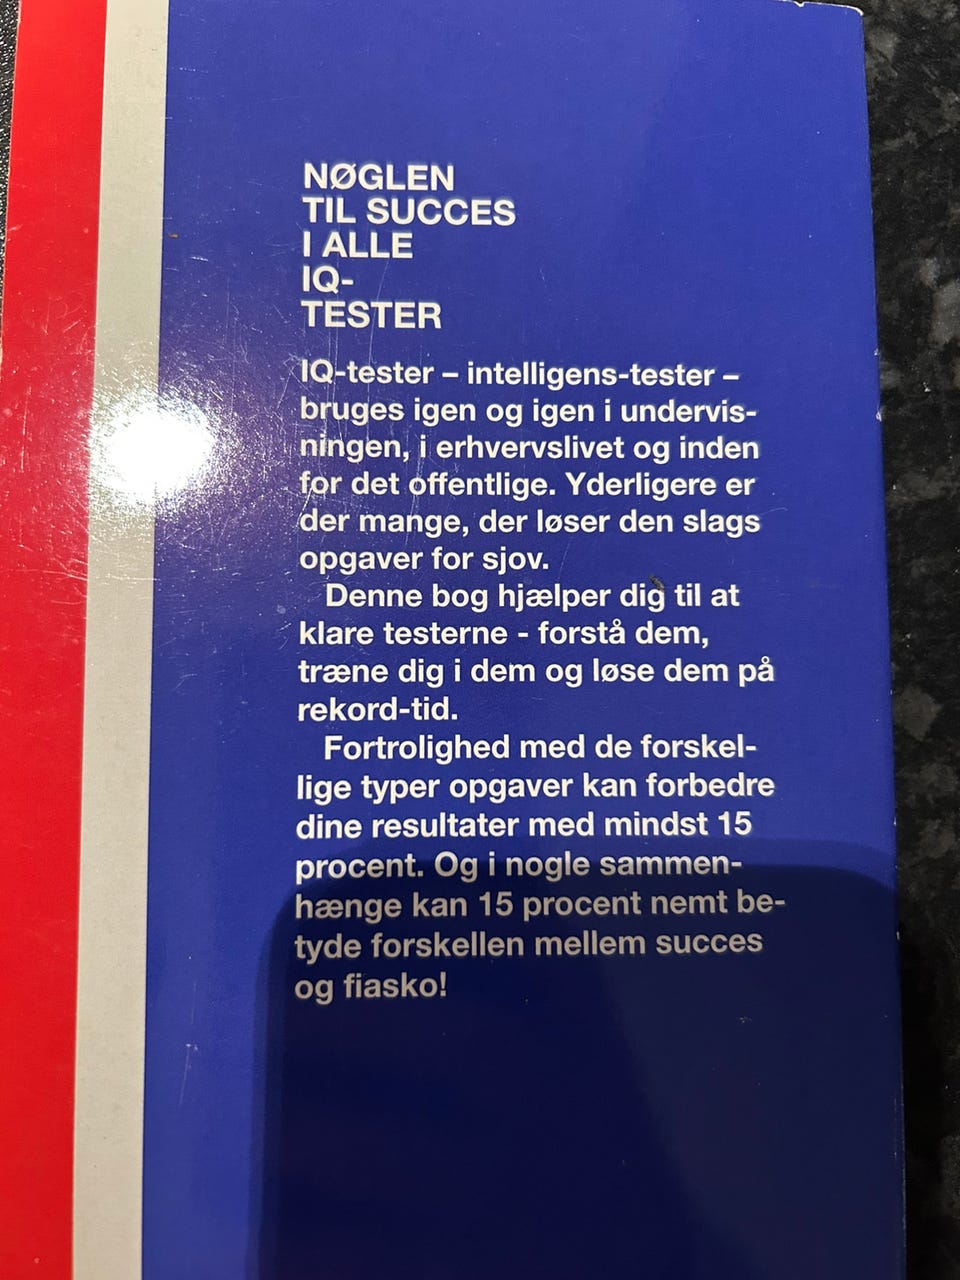 NØGLEN
TIL SUCCES
I ALLE
IQ-
TESTER
IQ-tester – intelligens-tester –
bruges igen og igen i undervis-
ningen, i erhvervslivet og inden
for det offentlige. Yderligere er
der mange, der løser den slags
opgaver for sjov.
Denne bog hjælper dig til at
klare testerne - forstå dem,
træne dig i dem og løse dem på
rekord-tid.
Fortrolighed med de forskel-
lige typer opgaver kan forbedre
dine resultater med mindst 15
procent. Og i nogle sammen-
hænge kan 15 procent nemt be-
tyde forskellen mellem succes
og fiasko!